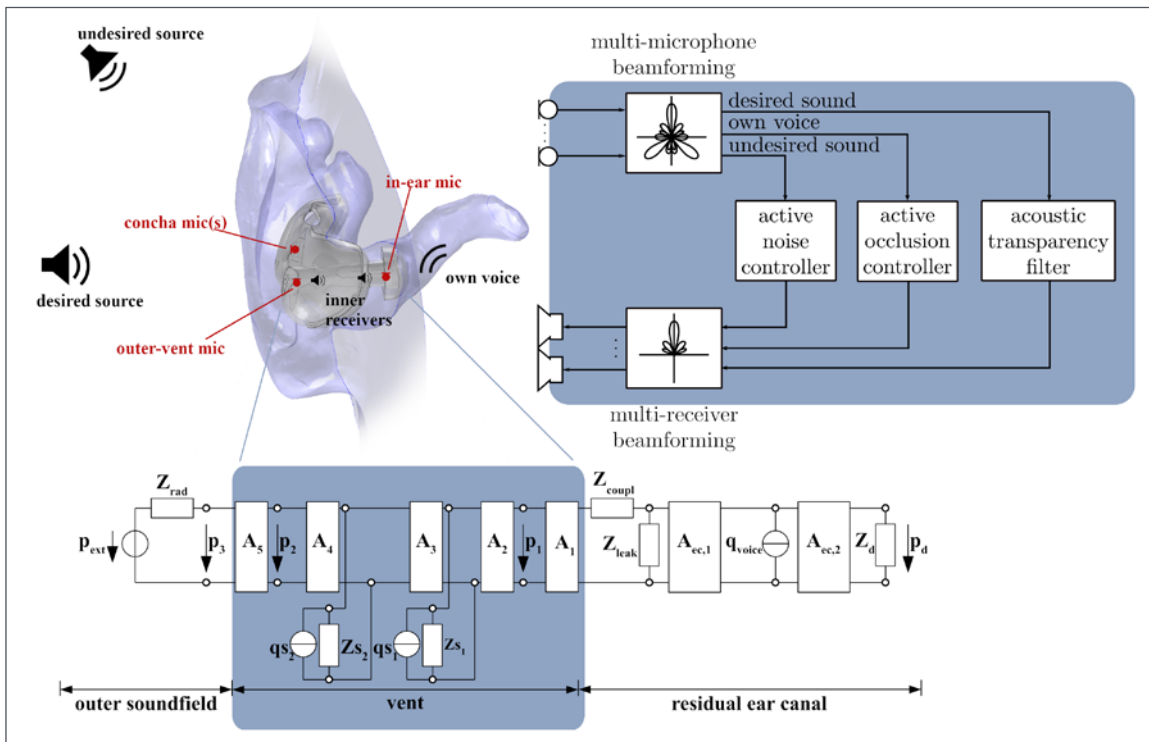 undesired source
multi-microphone
beamforming
desired sound
own voice
undesired sound
in-ear mic
concha mic(s)
own voice
desired source
inner
receivers
outer-vent mic
active
noise
controller
active
occlusion
controller
acoustic
transparency
filter
multi-receiver
beamforming
Z_rad
Z_coupl
p_ext
p_3
A_5
p_2
A_4
A_3
A_2
p_1
A_1
Z_leak
A_ec,1
q_voice
A_ec,2
Z_d
p_d
qs_2
Zs_2
qs_1
Zs_1
outer soundfield
vent
residual ear canal